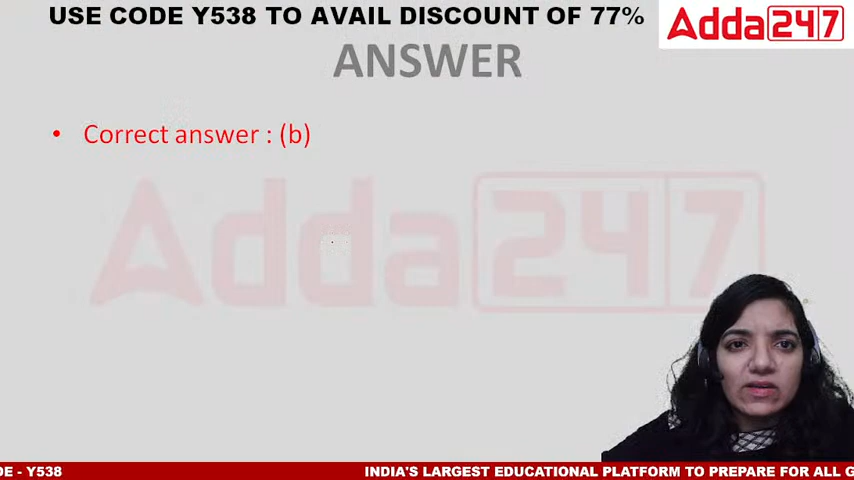 USE CODE Y538 TO AVAIL DISCOUNT OF 77%
Adda247
ANSWER
• Correct answer : (b)
Adda247
DE - Y538 INDIA'S LARGEST EDUCATIONAL PLATFORM TO PREPARE FOR ALL G